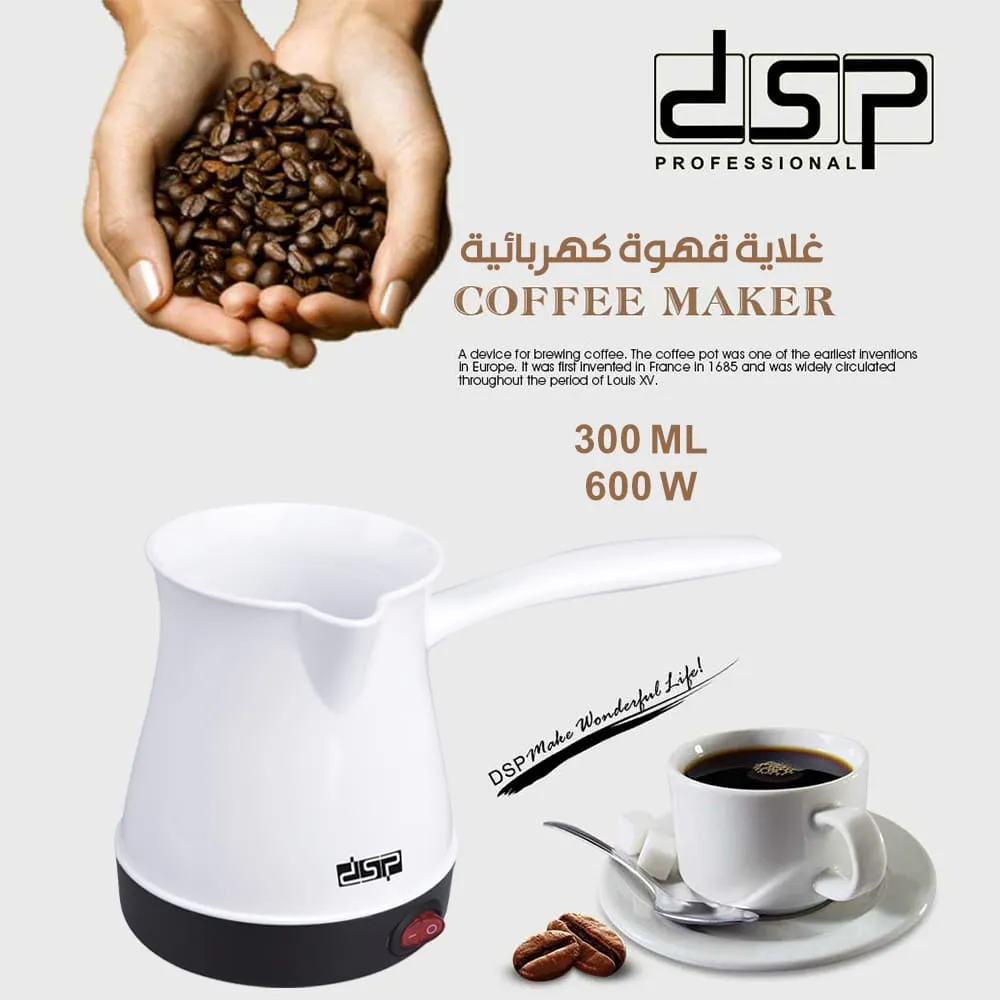 dsp
PROFESSIONAL
غلاية قهوة كهربائية
COFFEE MAKER
A device for brewing coffee. The coffee pot was one of the earliest inventions
in Europe. It was first invented in France in 1685 and was widely circulated
throughout the period of Louis XV.
300 ML
600 W
DSP Make Wonderful Life!
dsp